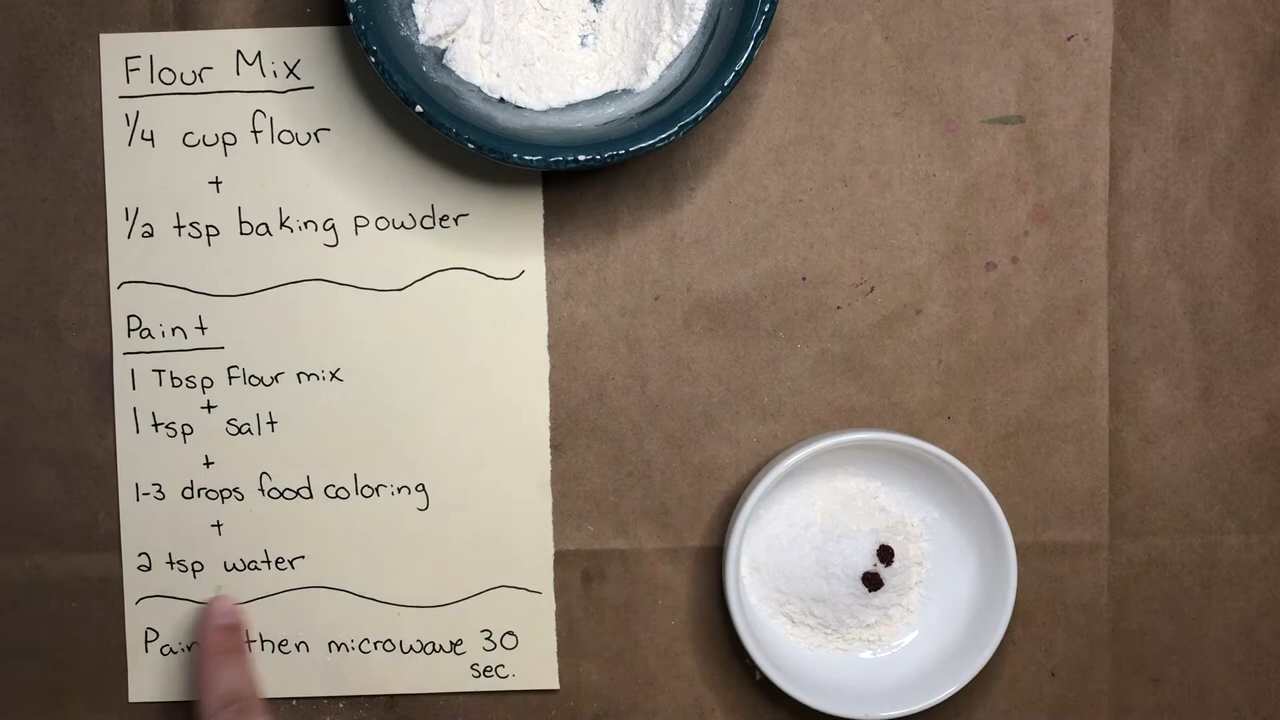 Flour Mix
1/4 cup flour
+
1/2 tsp baking powder
Paint
1 Tbsp Flour mix
+
1 tsp salt
+
1-3 drops food coloring
+
2 tsp water
then microwave 30
sec.